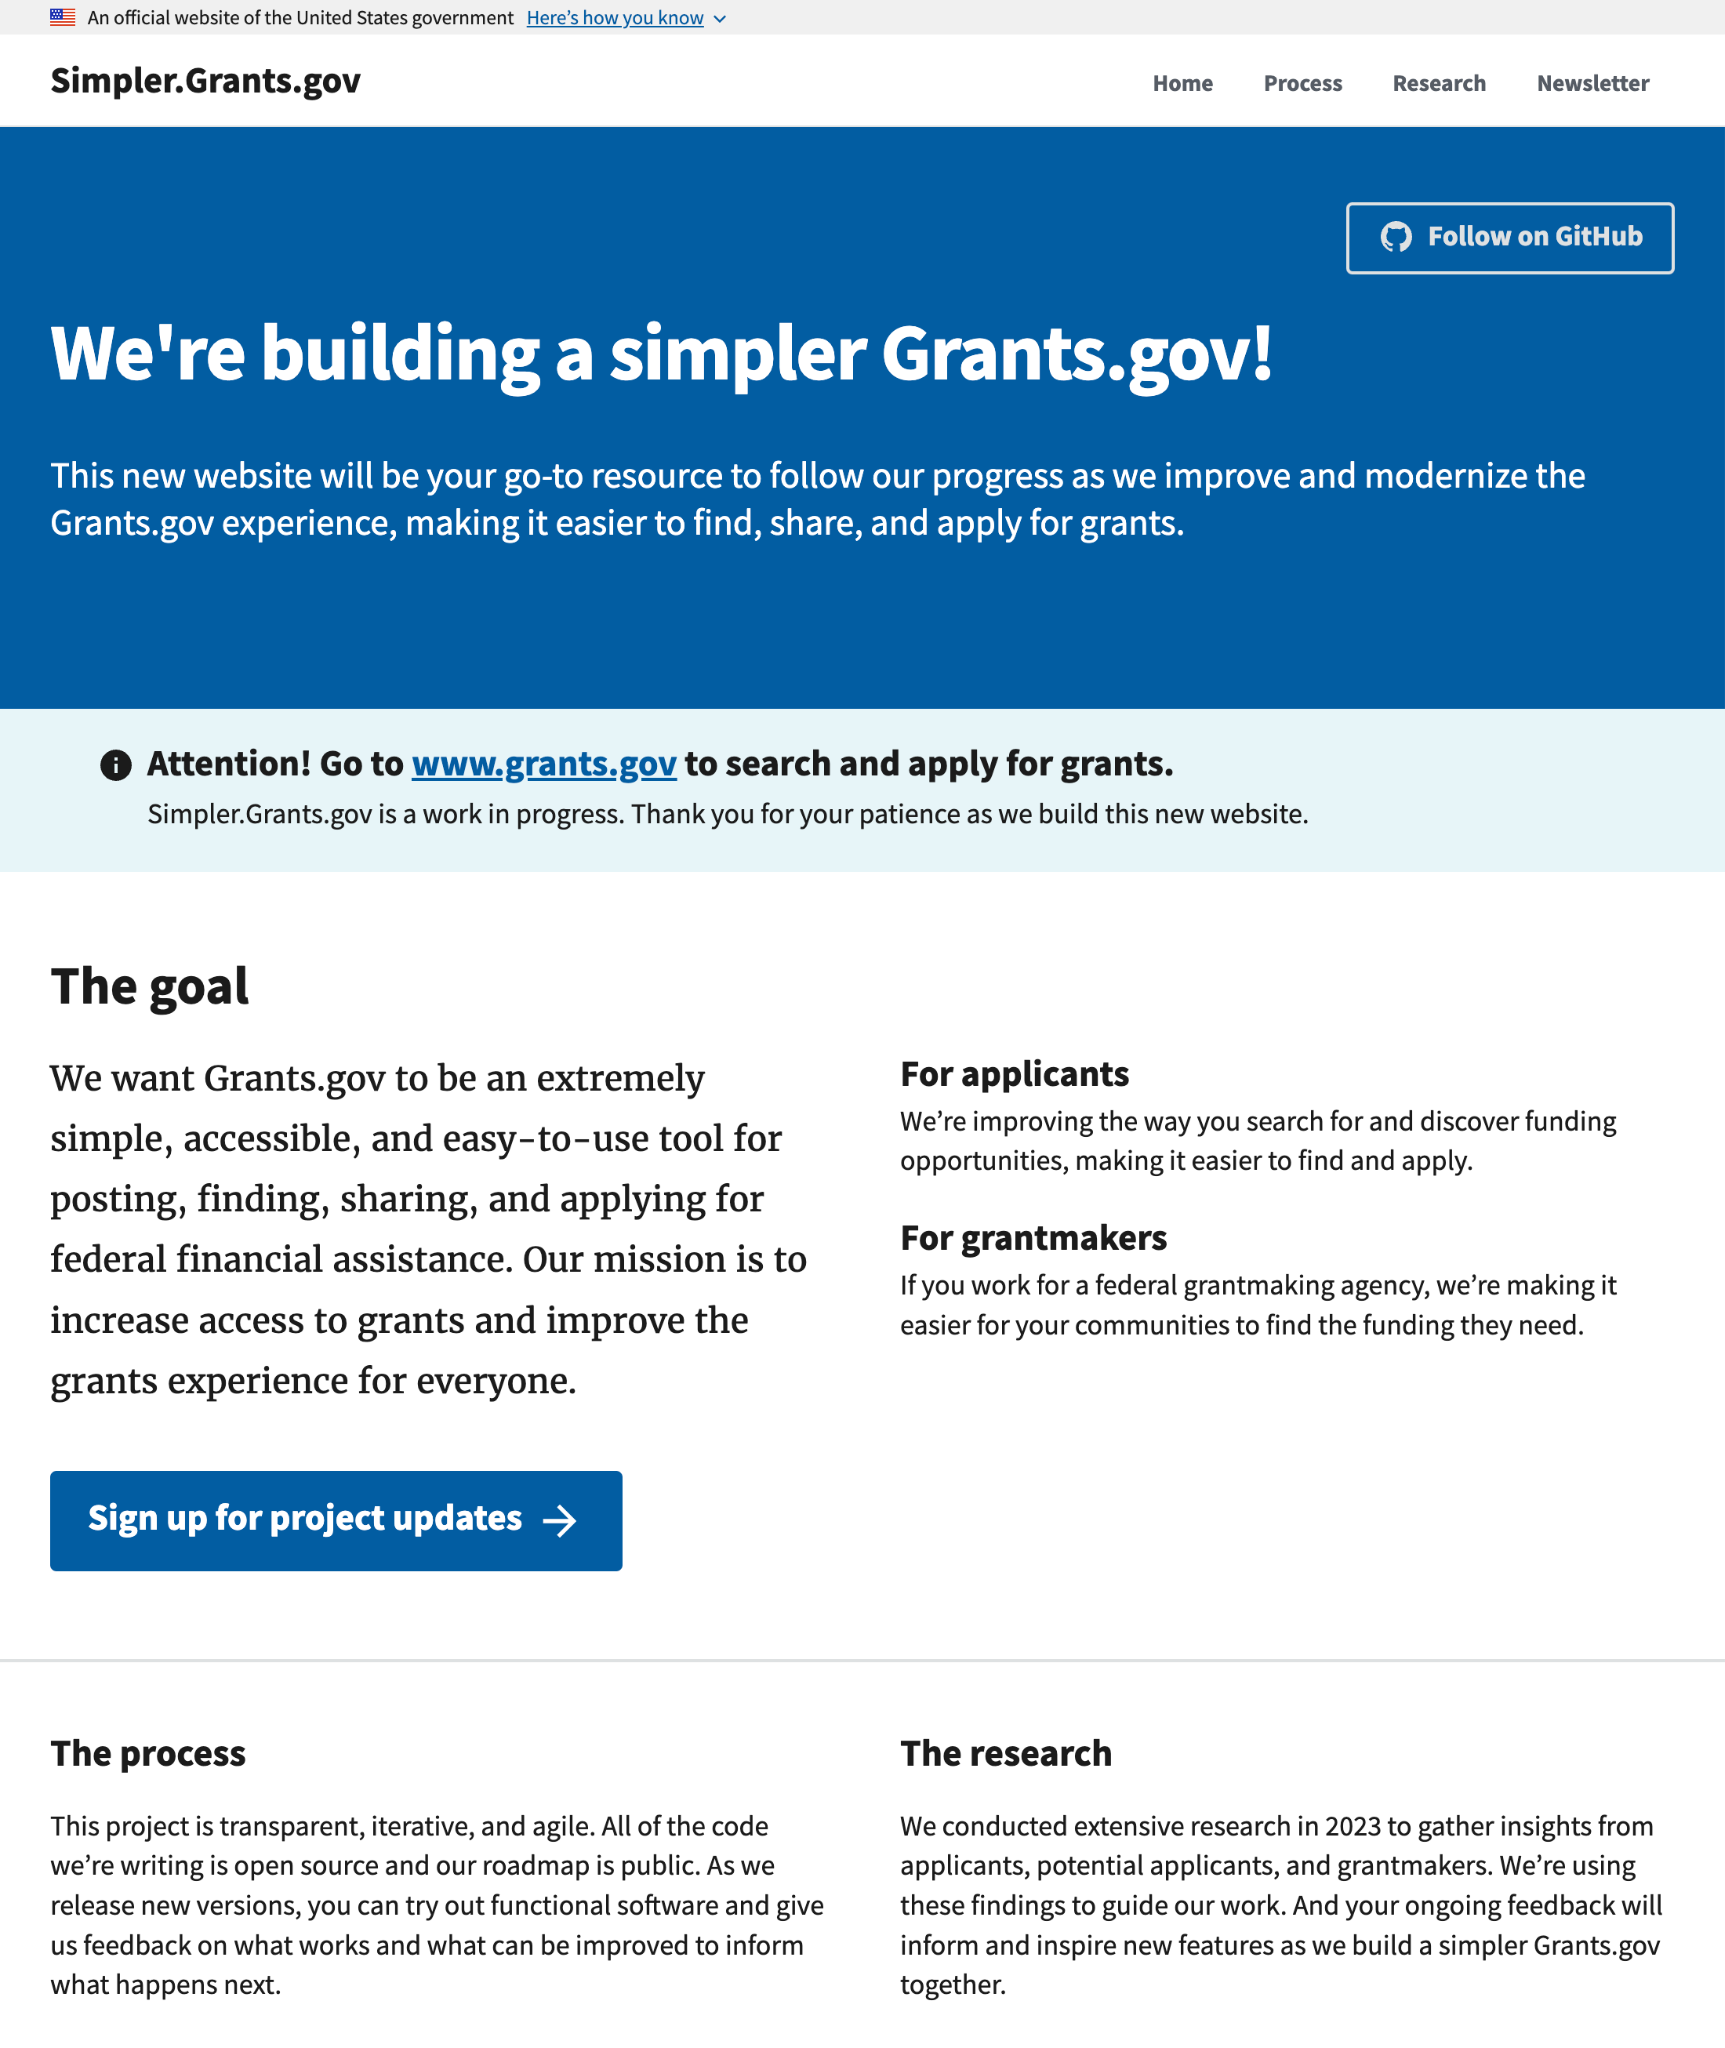 An official website of the United States government Here’s how you know
Simpler.Grants.gov
Home Process Research Newsletter
Follow on GitHub
We're building a simpler Grants.gov!
This new website will be your go-to resource to follow our progress as we improve and modernize the
Grants.gov experience, making it easier to find, share, and apply for grants.
Attention! Go to www.grants.gov to search and apply for grants.
Simpler.Grants.gov is a work in progress. Thank you for your patience as we build this new website.
The goal
We want Grants.gov to be an extremely
simple, accessible, and easy-to-use tool for
posting, finding, sharing, and applying for
federal financial assistance. Our mission is to
increase access to grants and improve the
grants experience for everyone.
For applicants
We’re improving the way you search for and discover funding
opportunities, making it easier to find and apply.
For grantmakers
If you work for a federal grantmaking agency, we’re making it
easier for your communities to find the funding they need.
Sign up for project updates
The process
This project is transparent, iterative, and agile. All of the code
we’re writing is open source and our roadmap is public. As we
release new versions, you can try out functional software and give
us feedback on what works and what can be improved to inform
what happens next.
The research
We conducted extensive research in 2023 to gather insights from
applicants, potential applicants, and grantmakers. We’re using
these findings to guide our work. And your ongoing feedback will
inform and inspire new features as we build a simpler Grants.gov
together.